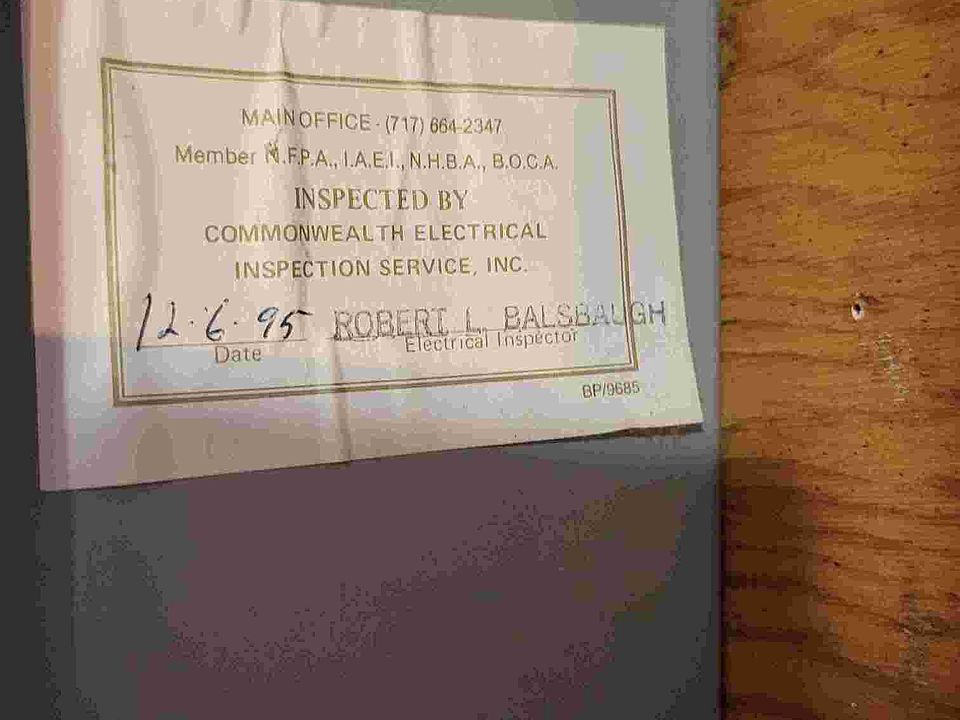 MAIN OFFICE - (717) 664-2347
Member N.F.P.A., I.A.E.I., N.H.B.A., B.O.C.A.
INSPECTED BY
COMMONWEALTH ELECTRICAL
INSPECTION SERVICE, INC.
12·6·95 ROBERT L. BALSBAUGH
Date Electrical Inspector
BP/9685